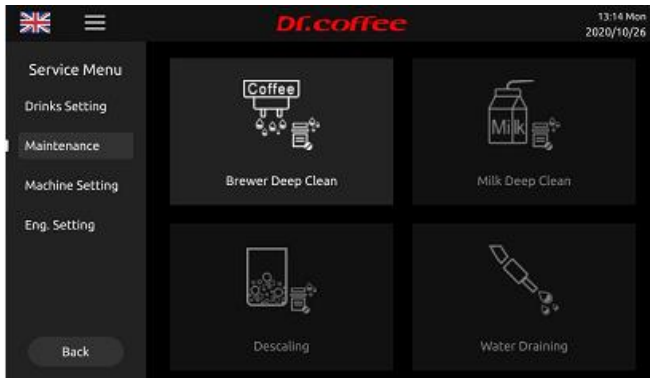 Dr.coffee
13:14 Mon
2020/10/26
Service Menu
Drinks Setting
Maintenance
Machine Setting
Eng. Setting
Back
Coffee
Brewer Deep Clean
Milk
Milk Deep Clean
Descaling
Water Draining